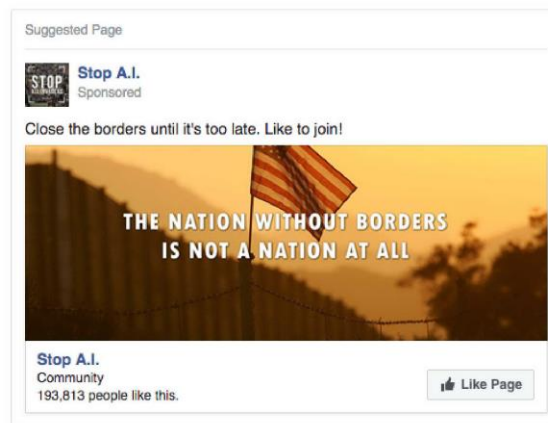 Suggested Page
STOP
Stop A.I.
Sponsored
Close the borders until it's too late. Like to join!
THE NATION WITHOUT BORDERS
IS NOT A NATION AT ALL
Stop A.I.
Community
193,813 people like this.
Like Page